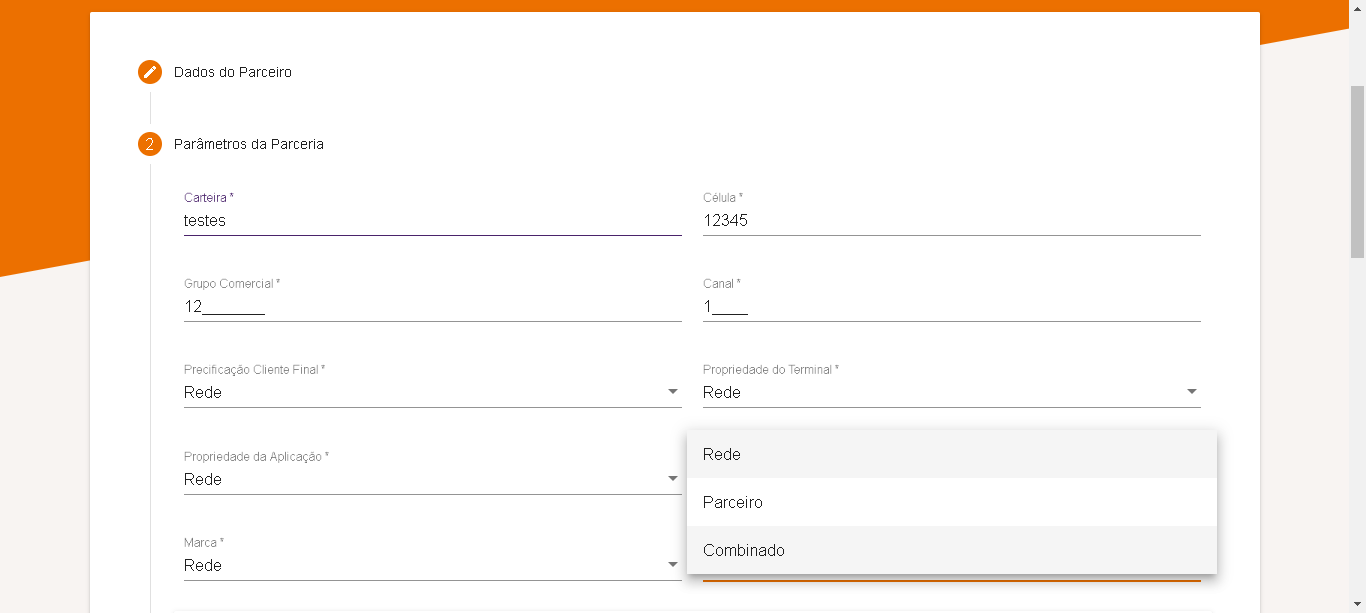 Dados do Parceiro
2 Parâmetros da Parceria
Carteira *
testes
Célula *
12345
Grupo Comercial *
12_______
Canal *
1____
Precificação Cliente Final *
Rede
Propriedade do Terminal *
Rede
Propriedade da Aplicação *
Rede
Marca *
Rede
Rede
Parceiro
Combinado